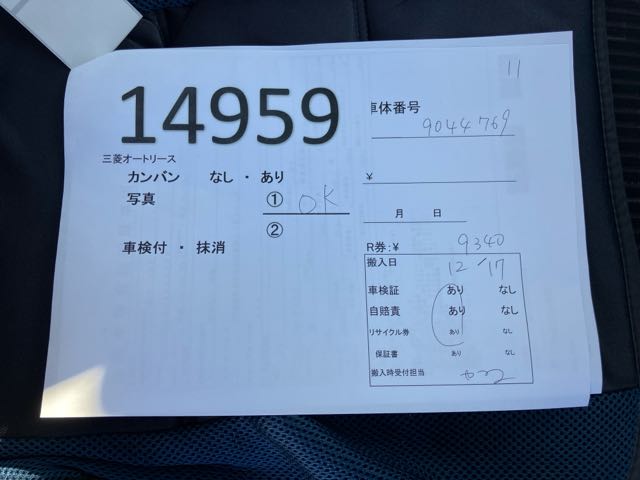 11
14959
車体番号
9044769
三菱オートリース
カンバン なし ・ あり
¥
写真 ① OK
②
月 日
車検付 ・ 抹消
R券:¥ 9340
搬入日 12/17
車検証 あり なし
自賠責 あり なし
リサイクル券 あり なし
保証書 あり なし
搬入時受付担当